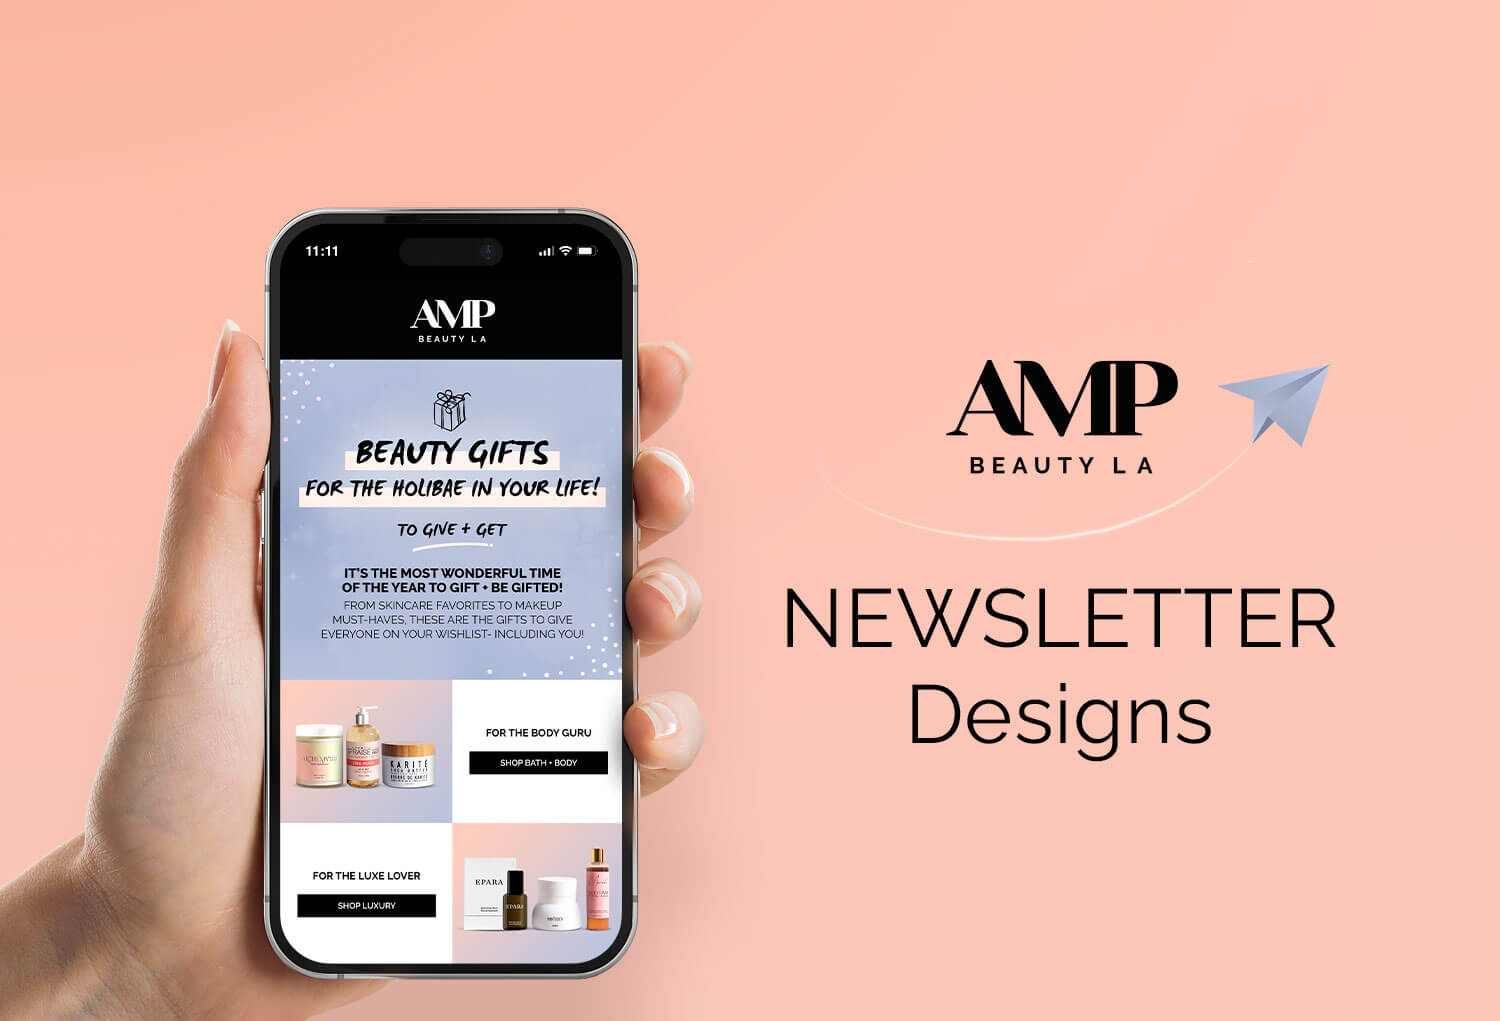 11:11
AMP
BEAUTY LA
BEAUTY GIFTS
FOR THE HOLIBAE IN YOUR LIFE!
TO GIVE + GET
IT'S THE MOST WONDERFUL TIME
OF THE YEAR TO GIFT + BE GIFTED!
FROM SKINCARE FAVORITES TO MAKEUP
MUST-HAVES, THESE ARE THE GIFTS TO GIVE
EVERYONE ON YOUR WISHLIST- INCLUDING YOU!
KARITÉ
FOR THE BODY GURU
SHOP BATH + BODY
FOR THE LUXE LOVER
SHOP LUXURY
EPARA
EPARA
AMP
BEAUTY LA
NEWSLETTER
Designs